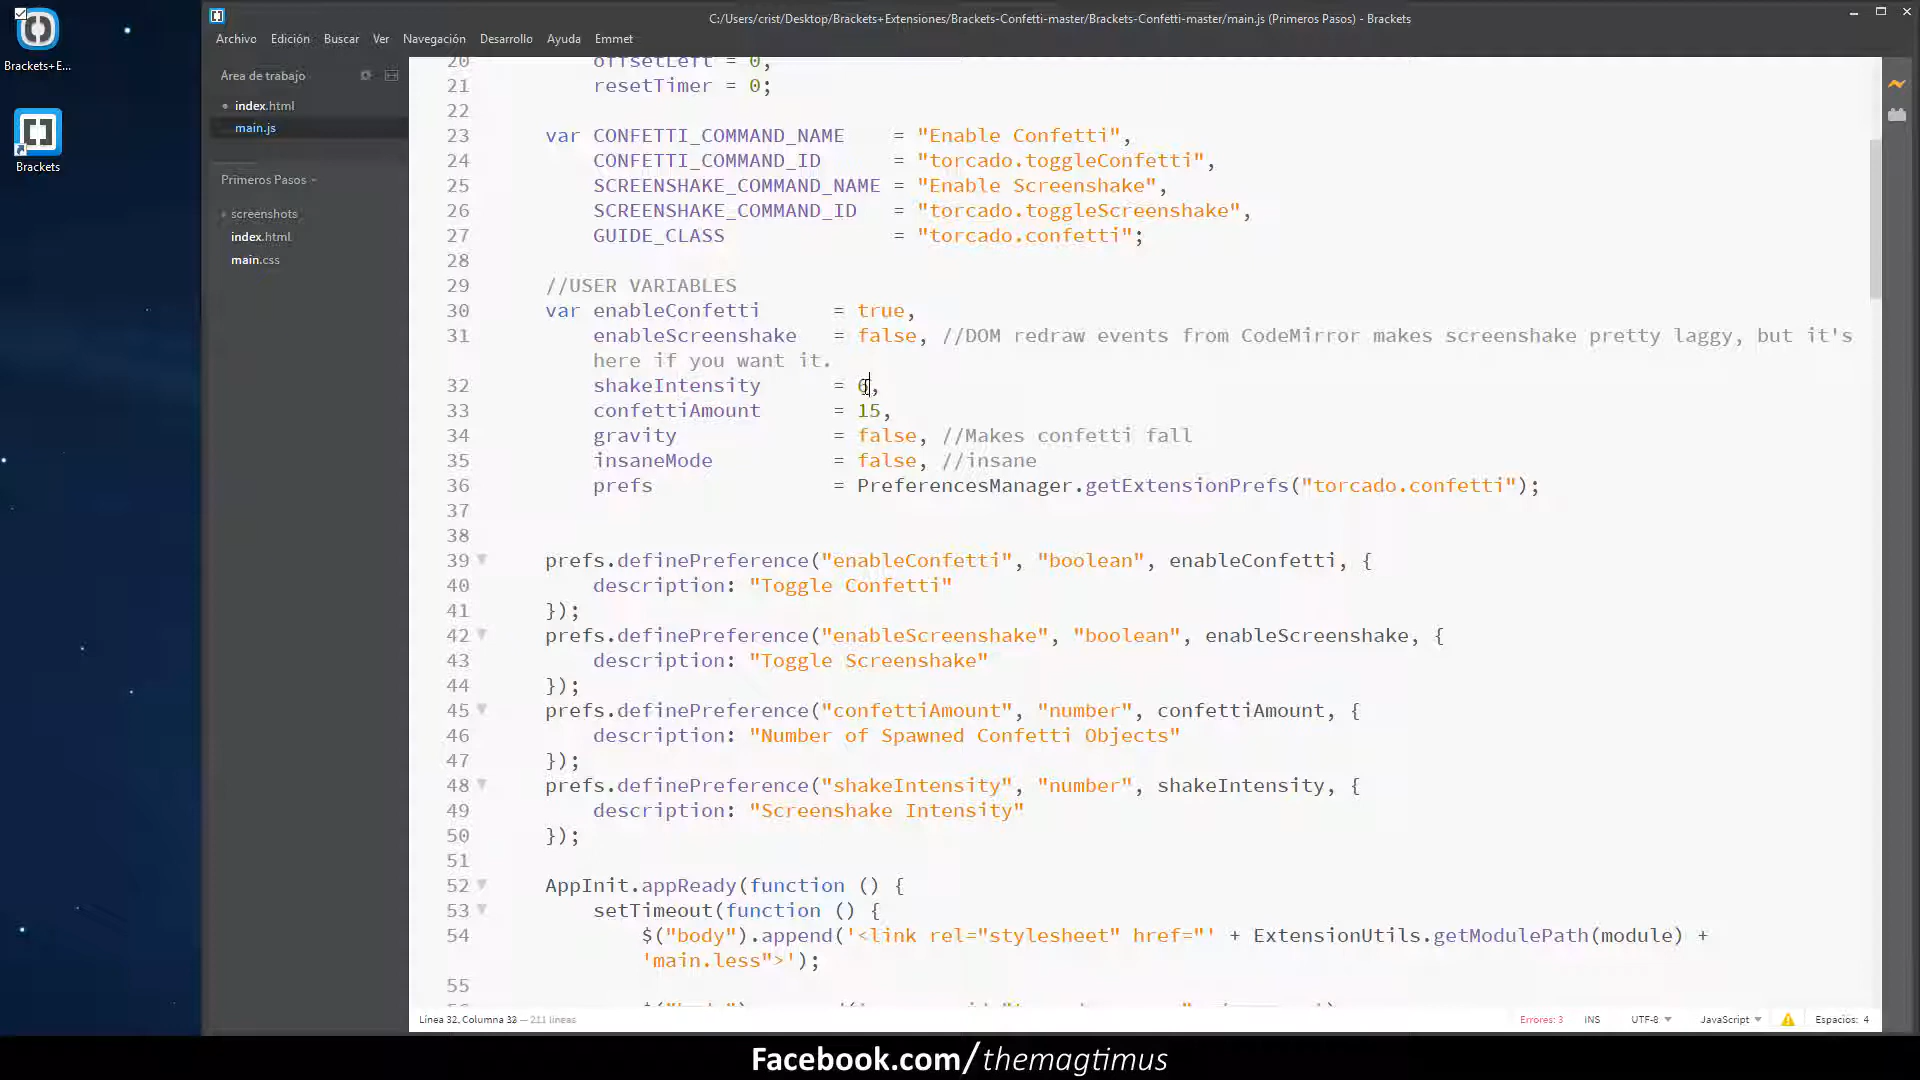 Brackets+E...
Brackets
C:/Users/crist/Desktop/Brackets+Extensiones/Brackets-Confetti-master/Brackets-Confetti-master/main.js (Primeros Pasos) - Brackets
Archivo Edición Buscar Ver Navegación Desarrollo Ayuda Emmet
Área de trabajo
index.html
main.js
Primeros Pasos
screenshots
index.html
main.css
20 offsetLeft = 0,
21 resetTimer = 0;
22
23 var CONFETTI_COMMAND_NAME = "Enable Confetti",
24 CONFETTI_COMMAND_ID = "torcado.toggleConfetti",
25 SCREENSHAKE_COMMAND_NAME = "Enable Screenshake",
26 SCREENSHAKE_COMMAND_ID = "torcado.toggleScreenshake",
27 GUIDE_CLASS = "torcado.confetti";
28
29 //USER VARIABLES
30 var enableConfetti = true,
31 enableScreenshake = false, //DOM redraw events from CodeMirror makes screenshake pretty laggy, but it's
here if you want it.
32 shakeIntensity = 6,
33 confettiAmount = 15,
34 gravity = false, //Makes confetti fall
35 insaneMode = false, //insane
36 prefs = PreferencesManager.getExtensionPrefs("torcado.confetti");
37
38
39 prefs.definePreference("enableConfetti", "boolean", enableConfetti, {
40 description: "Toggle Confetti"
41 });
42 prefs.definePreference("enableScreenshake", "boolean", enableScreenshake, {
43 description: "Toggle Screenshake"
44 });
45 prefs.definePreference("confettiAmount", "number", confettiAmount, {
46 description: "Number of Spawned Confetti Objects"
47 });
48 prefs.definePreference("shakeIntensity", "number", shakeIntensity, {
49 description: "Screenshake Intensity"
50 });
51
52 AppInit.appReady(function () {
53 setTimeout(function () {
54 $("body").append('<link rel="stylesheet" href="' + ExtensionUtils.getModulePath(module) +
'main.less">');
55
Línea 32, Columna 33 — 211 líneas
Errores: 3 INS UTF-8 JavaScript Espacios: 4
Facebook.com/themagtimus